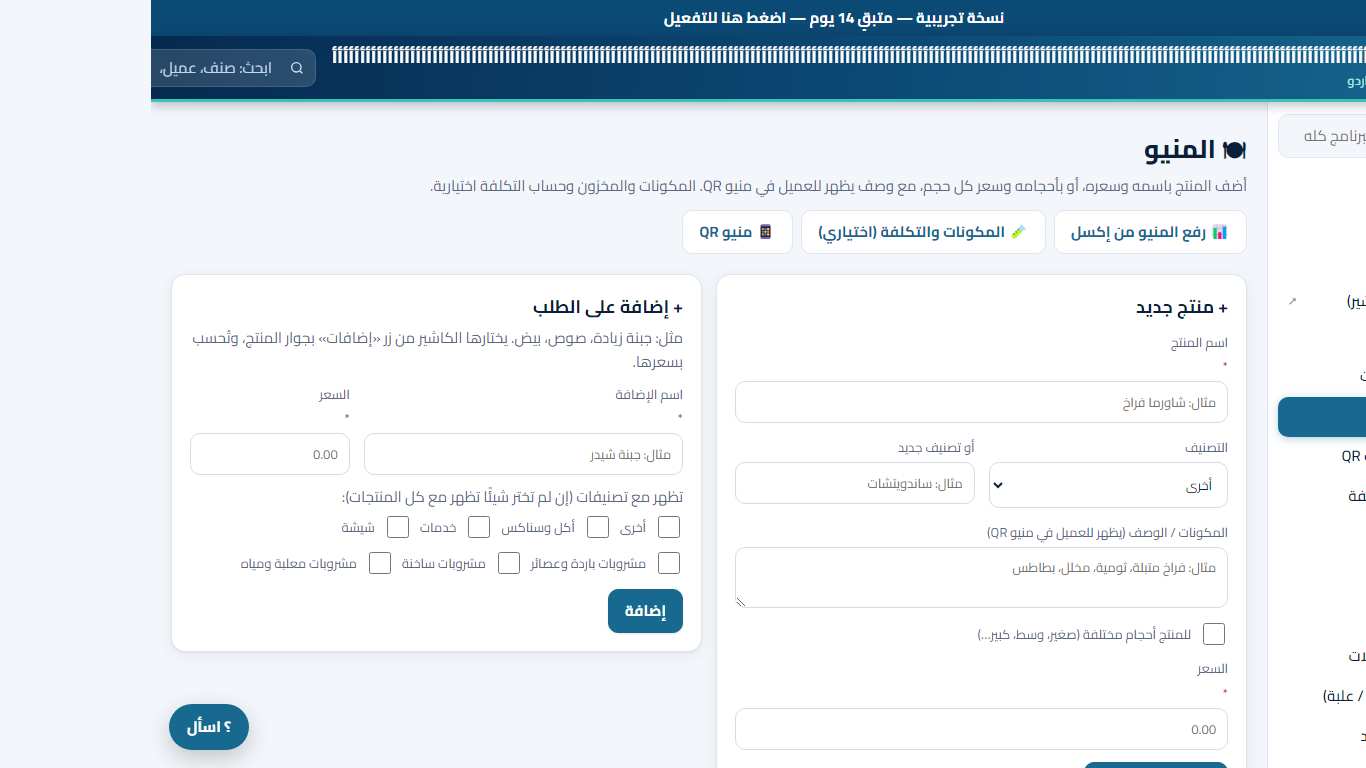 نسخة تجريبية — متبقٍ 14 يوم — اضغط هنا للتفعيل
ابحث: صنف، عميل،
🍽 المنيو
أضف المنتج باسمه وسعره، أو بأحجامه وسعر كل حجم، مع وصف يظهر للعميل في منيو QR. المكونات والمخزون وحساب التكلفة اختيارية.
📊 رفع المنيو من إكسل
🧪 المكونات والتكلفة (اختياري)
📱 منيو QR
+ منتج جديد
اسم المنتج
*
مثال: شاورما فراخ
التصنيف
أو تصنيف جديد
أخرى
مثال: ساندويتشات
المكونات / الوصف (يظهر للعميل في منيو QR)
مثال: فراخ متبلة، ثومية، مخلل، بطاطس
للمنتج أحجام مختلفة (صغير، وسط، كبير...)
السعر
*
0.00
+ إضافة على الطلب
مثل: جبنة زيادة، صوص، بيض. يختارها الكاشير من زر «إضافات» بجوار المنتج، وتُحسب
بسعرها.
اسم الإضافة
*
السعر
*
مثال: جبنة شيدر
0.00
تظهر مع تصنيفات (إن لم تختر شيئًا تظهر مع كل المنتجات):
أخرى
أكل وسناكس
خدمات
شيشة
مشروبات باردة وعصائر
مشروبات ساخنة
مشروبات معلبة ومياه
إضافة
؟ اسأل
QR
/ علبة)